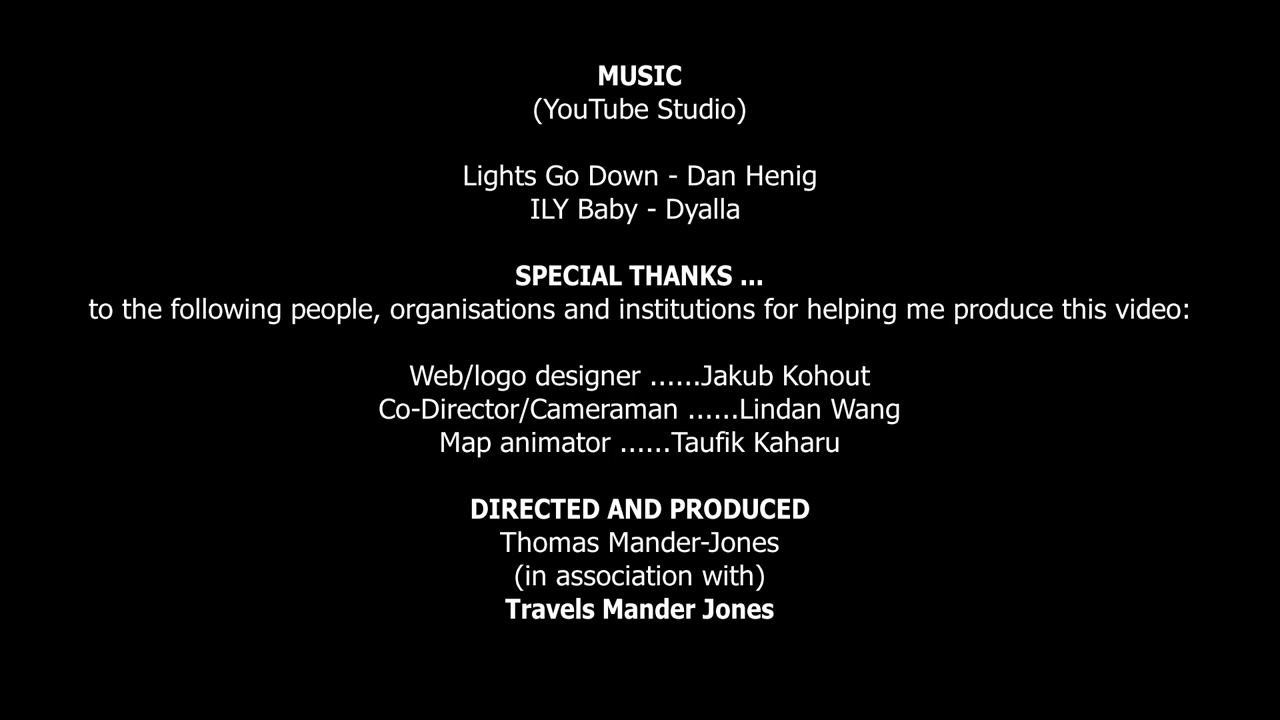 MUSIC
(YouTube Studio)
Lights Go Down - Dan Henig
ILY Baby - Dyalla
SPECIAL THANKS ...
to the following people, organisations and institutions for helping me produce this video:
Web/logo designer ......Jakub Kohout
Co-Director/Cameraman ......Lindan Wang
Map animator ......Taufik Kaharu
DIRECTED AND PRODUCED
Thomas Mander-Jones
(in association with)
Travels Mander Jones